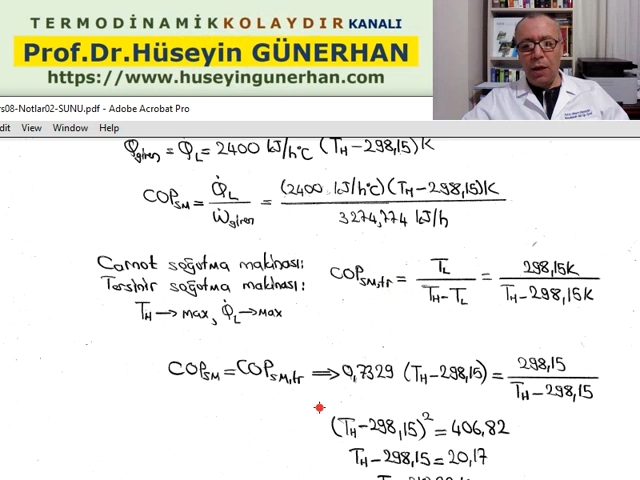 TERMODİNAMİKKOLAYDIR KANALI
Prof.Dr.Hüseyin GÜNERHAN
https://www.huseyingunerhan.com
rs08-Notlar02-SUNU.pdf - Adobe Acrobat Pro
dit View Window Help
Q̇giren = Q̇L = 2400 kJ/h°C (TH-298,15)K
COPSM = Q̇L / Ẇgiren = (2400 kJ/h°C)(TH-298,15)K / 3274,774 kJ/h
Carnot soğutma makinası:
Tersinir soğutma makinası:
TH → max, Q̇L → max
COPSM,tr = TL / TH-TL = 298,15K / TH-298,15K
COPSM = COPSM,tr ⟹ 0,7329 (TH-298,15) = 298,15 / TH-298,15
(TH-298,15)² = 406,82
TH-298,15 = 20,17